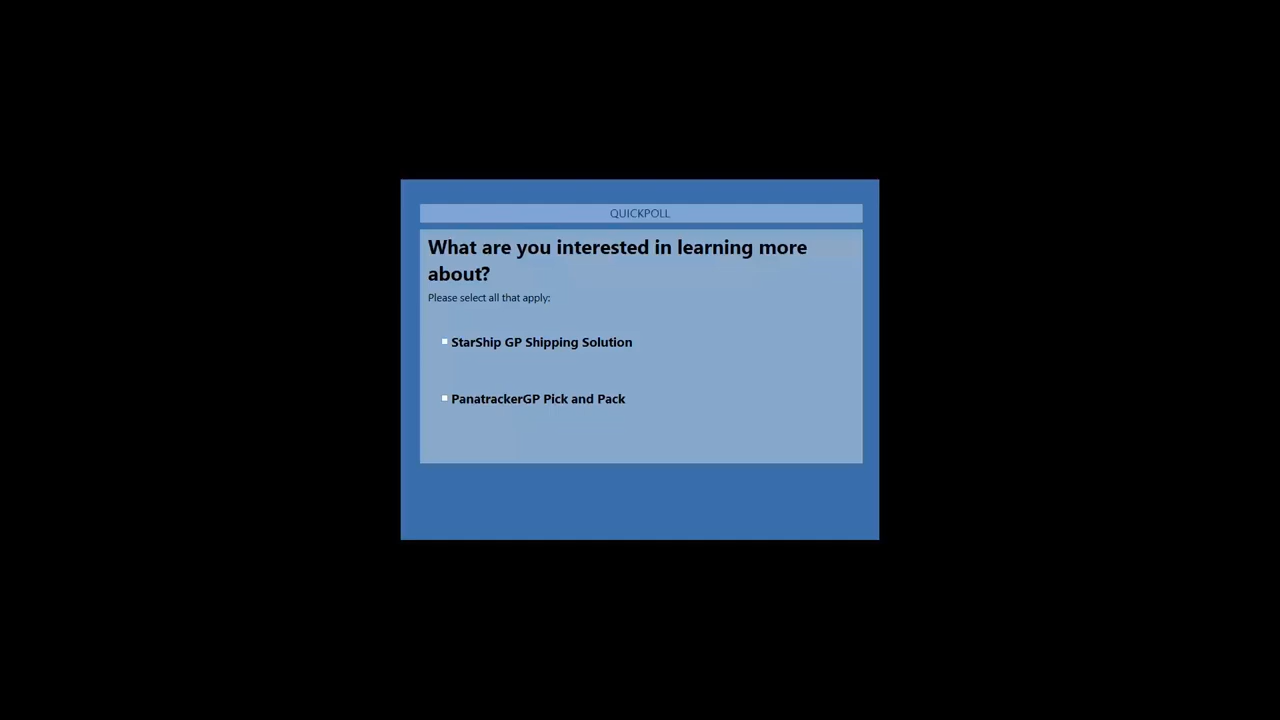 QUICKPOLL
What are you interested in learning more
about?
Please select all that apply:
StarShip GP Shipping Solution
PanatrackerGP Pick and Pack